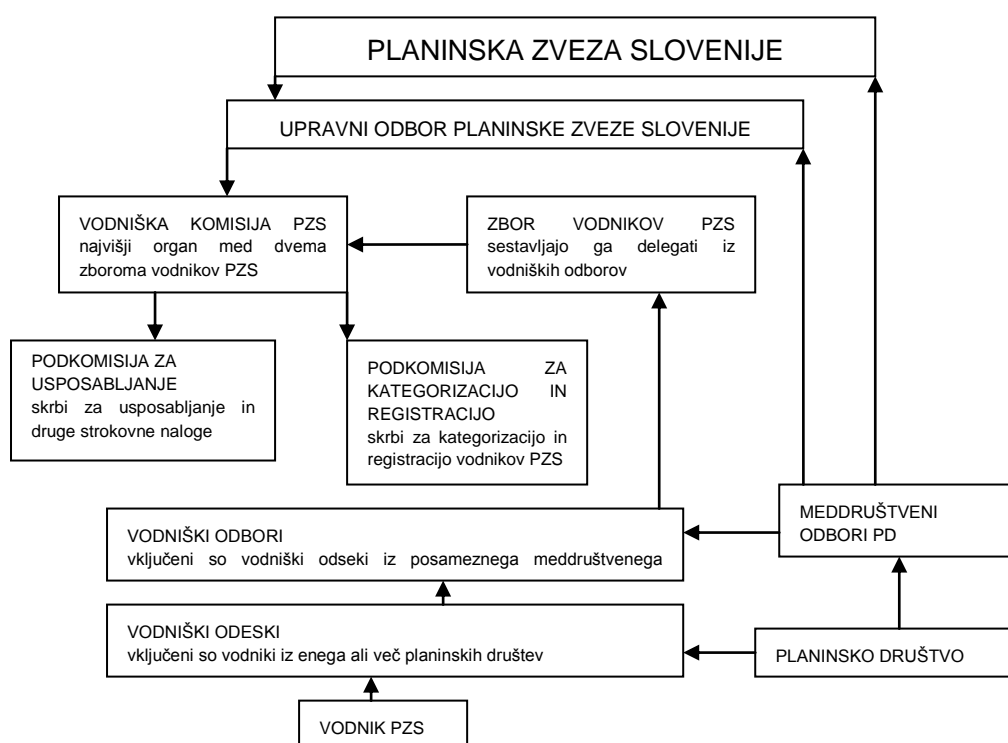 PLANINSKA ZVEZA SLOVENIJE
UPRAVNI ODBOR PLANINSKE ZVEZE SLOVENIJE
VODNIŠKA KOMISIJA PZS
najvišji organ med dvema
zboroma vodnikov PZS
ZBOR VODNIKOV PZS
sestavljajo ga delegati iz
vodniških odborov
PODKOMISIJA ZA
USPOSABLJANJE
skrbi za usposabljanje in
druge strokovne naloge
PODKOMISIJA ZA
KATEGORIZACIJO IN
REGISTRACIJO
skrbi za kategorizacijo in
registracijo vodnikov PZS
MEDDRUŠTVENI
ODBORI PD
VODNIŠKI ODBORI
vključeni so vodniški odseki iz posameznega meddruštvenega
VODNIŠKI ODESKI
vključeni so vodniki iz enega ali več planinskih društev
PLANINSKO DRUŠTVO
VODNIK PZS